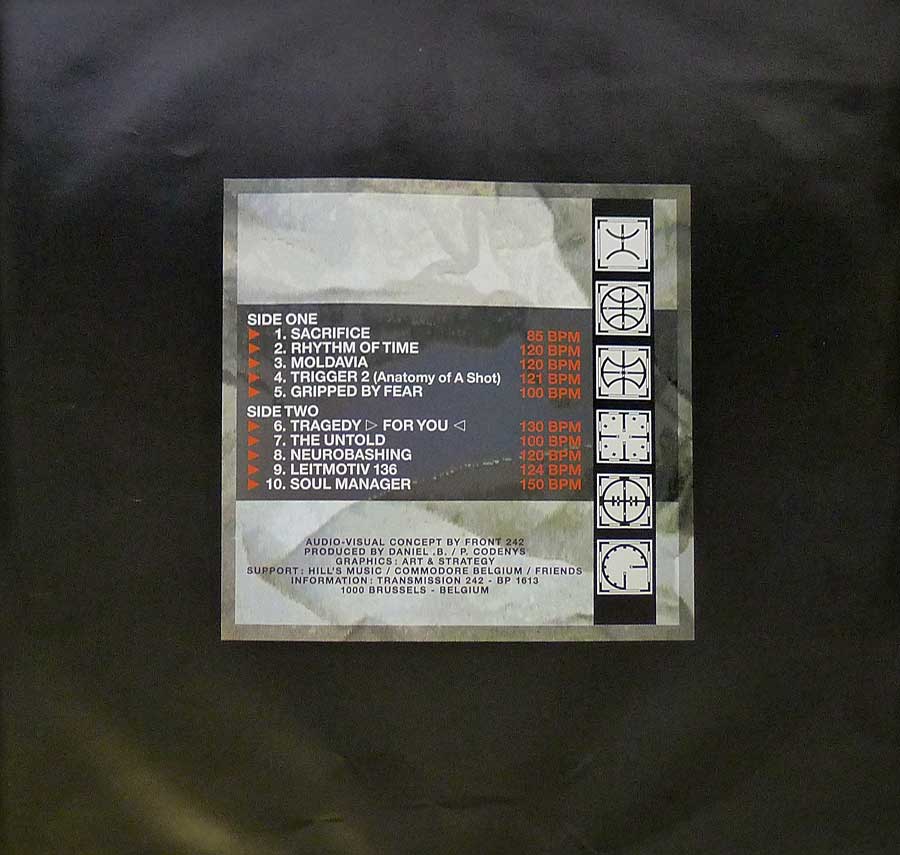 SIDE ONE
1. SACRIFICE 85 BPM
2. RHYTHM OF TIME 120 BPM
3. MOLDAVIA 120 BPM
4. TRIGGER 2 (Anatomy of A Shot) 121 BPM
5. GRIPPED BY FEAR 100 BPM
SIDE TWO
6. TRAGEDY ▷ FOR YOU ◁ 130 BPM
7. THE UNTOLD 100 BPM
8. NEUROBASHING 120 BPM
9. LEITMOTIV 136 124 BPM
10. SOUL MANAGER 150 BPM
AUDIO-VISUAL CONCEPT BY FRONT 242
PRODUCED BY DANIEL .B. / P. CODENYS
GRAPHICS : ART & STRATEGY
SUPPORT : HILL'S MUSIC / COMMODORE BELGIUM / FRIENDS
INFORMATION : TRANSMISSION 242 - BP 1613
1000 BRUSSELS - BELGIUM